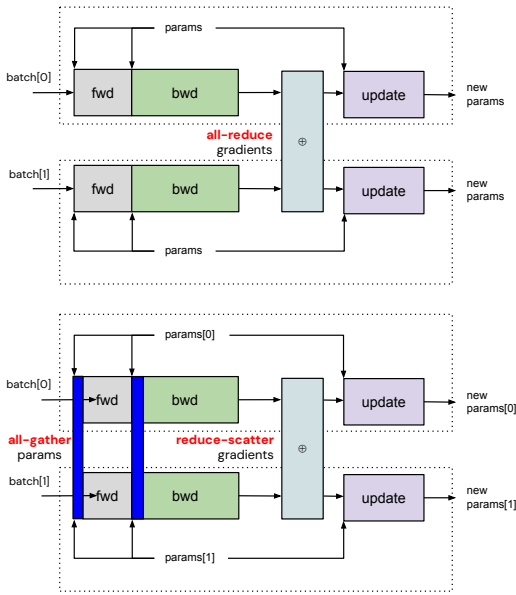 params
batch[0]
fwd
bwd
update
new
params
all-reduce
gradients
⊕
batch[1]
fwd
bwd
update
new
params
params
params[0]
batch[0]
fwd
bwd
update
new
params[0]
all-gather
params
reduce-scatter
gradients
⊕
batch[1]
fwd
bwd
update
new
params[1]
params[1]